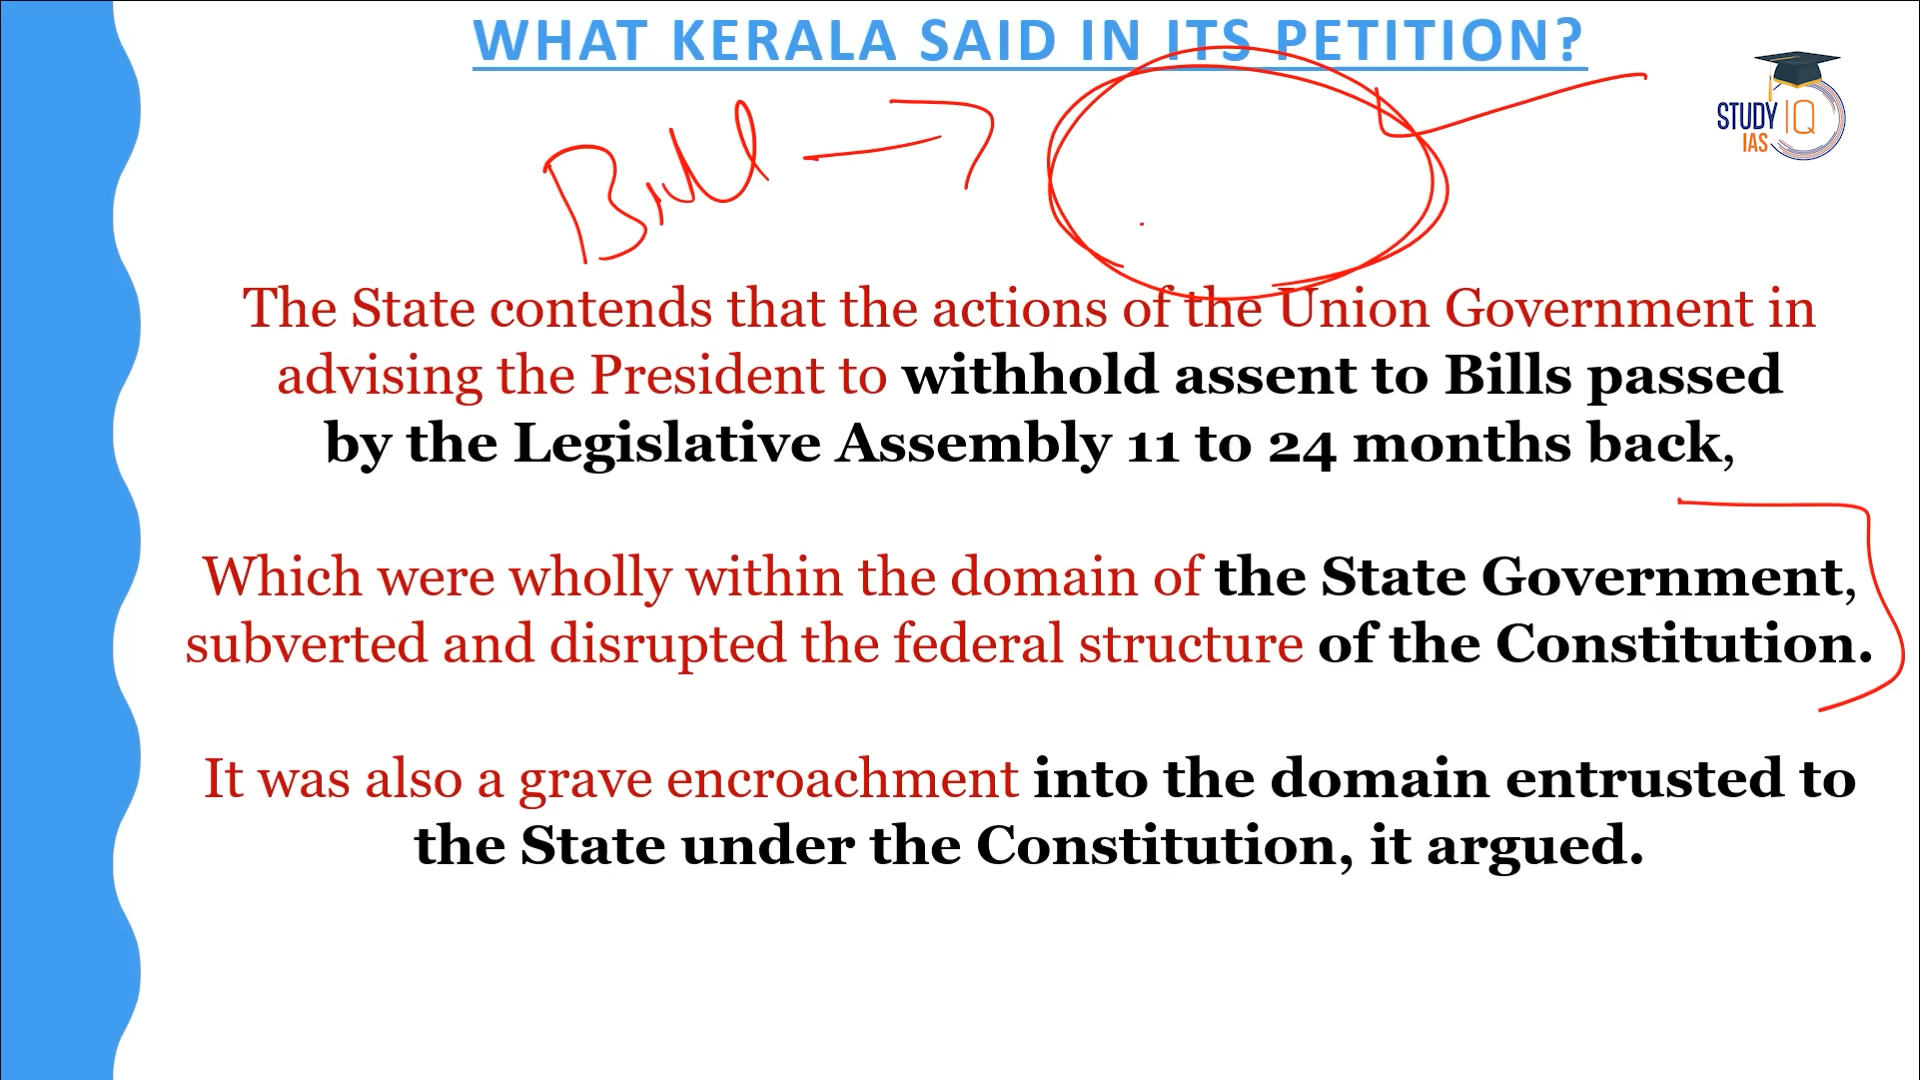 WHAT KERALA SAID IN ITS PETITION?
STUDY IQ
IAS
Bill
The State contends that the actions of the Union Government in
advising the President to withhold assent to Bills passed
by the Legislative Assembly 11 to 24 months back,
Which were wholly within the domain of the State Government,
subverted and disrupted the federal structure of the Constitution.
It was also a grave encroachment into the domain entrusted to
the State under the Constitution, it argued.